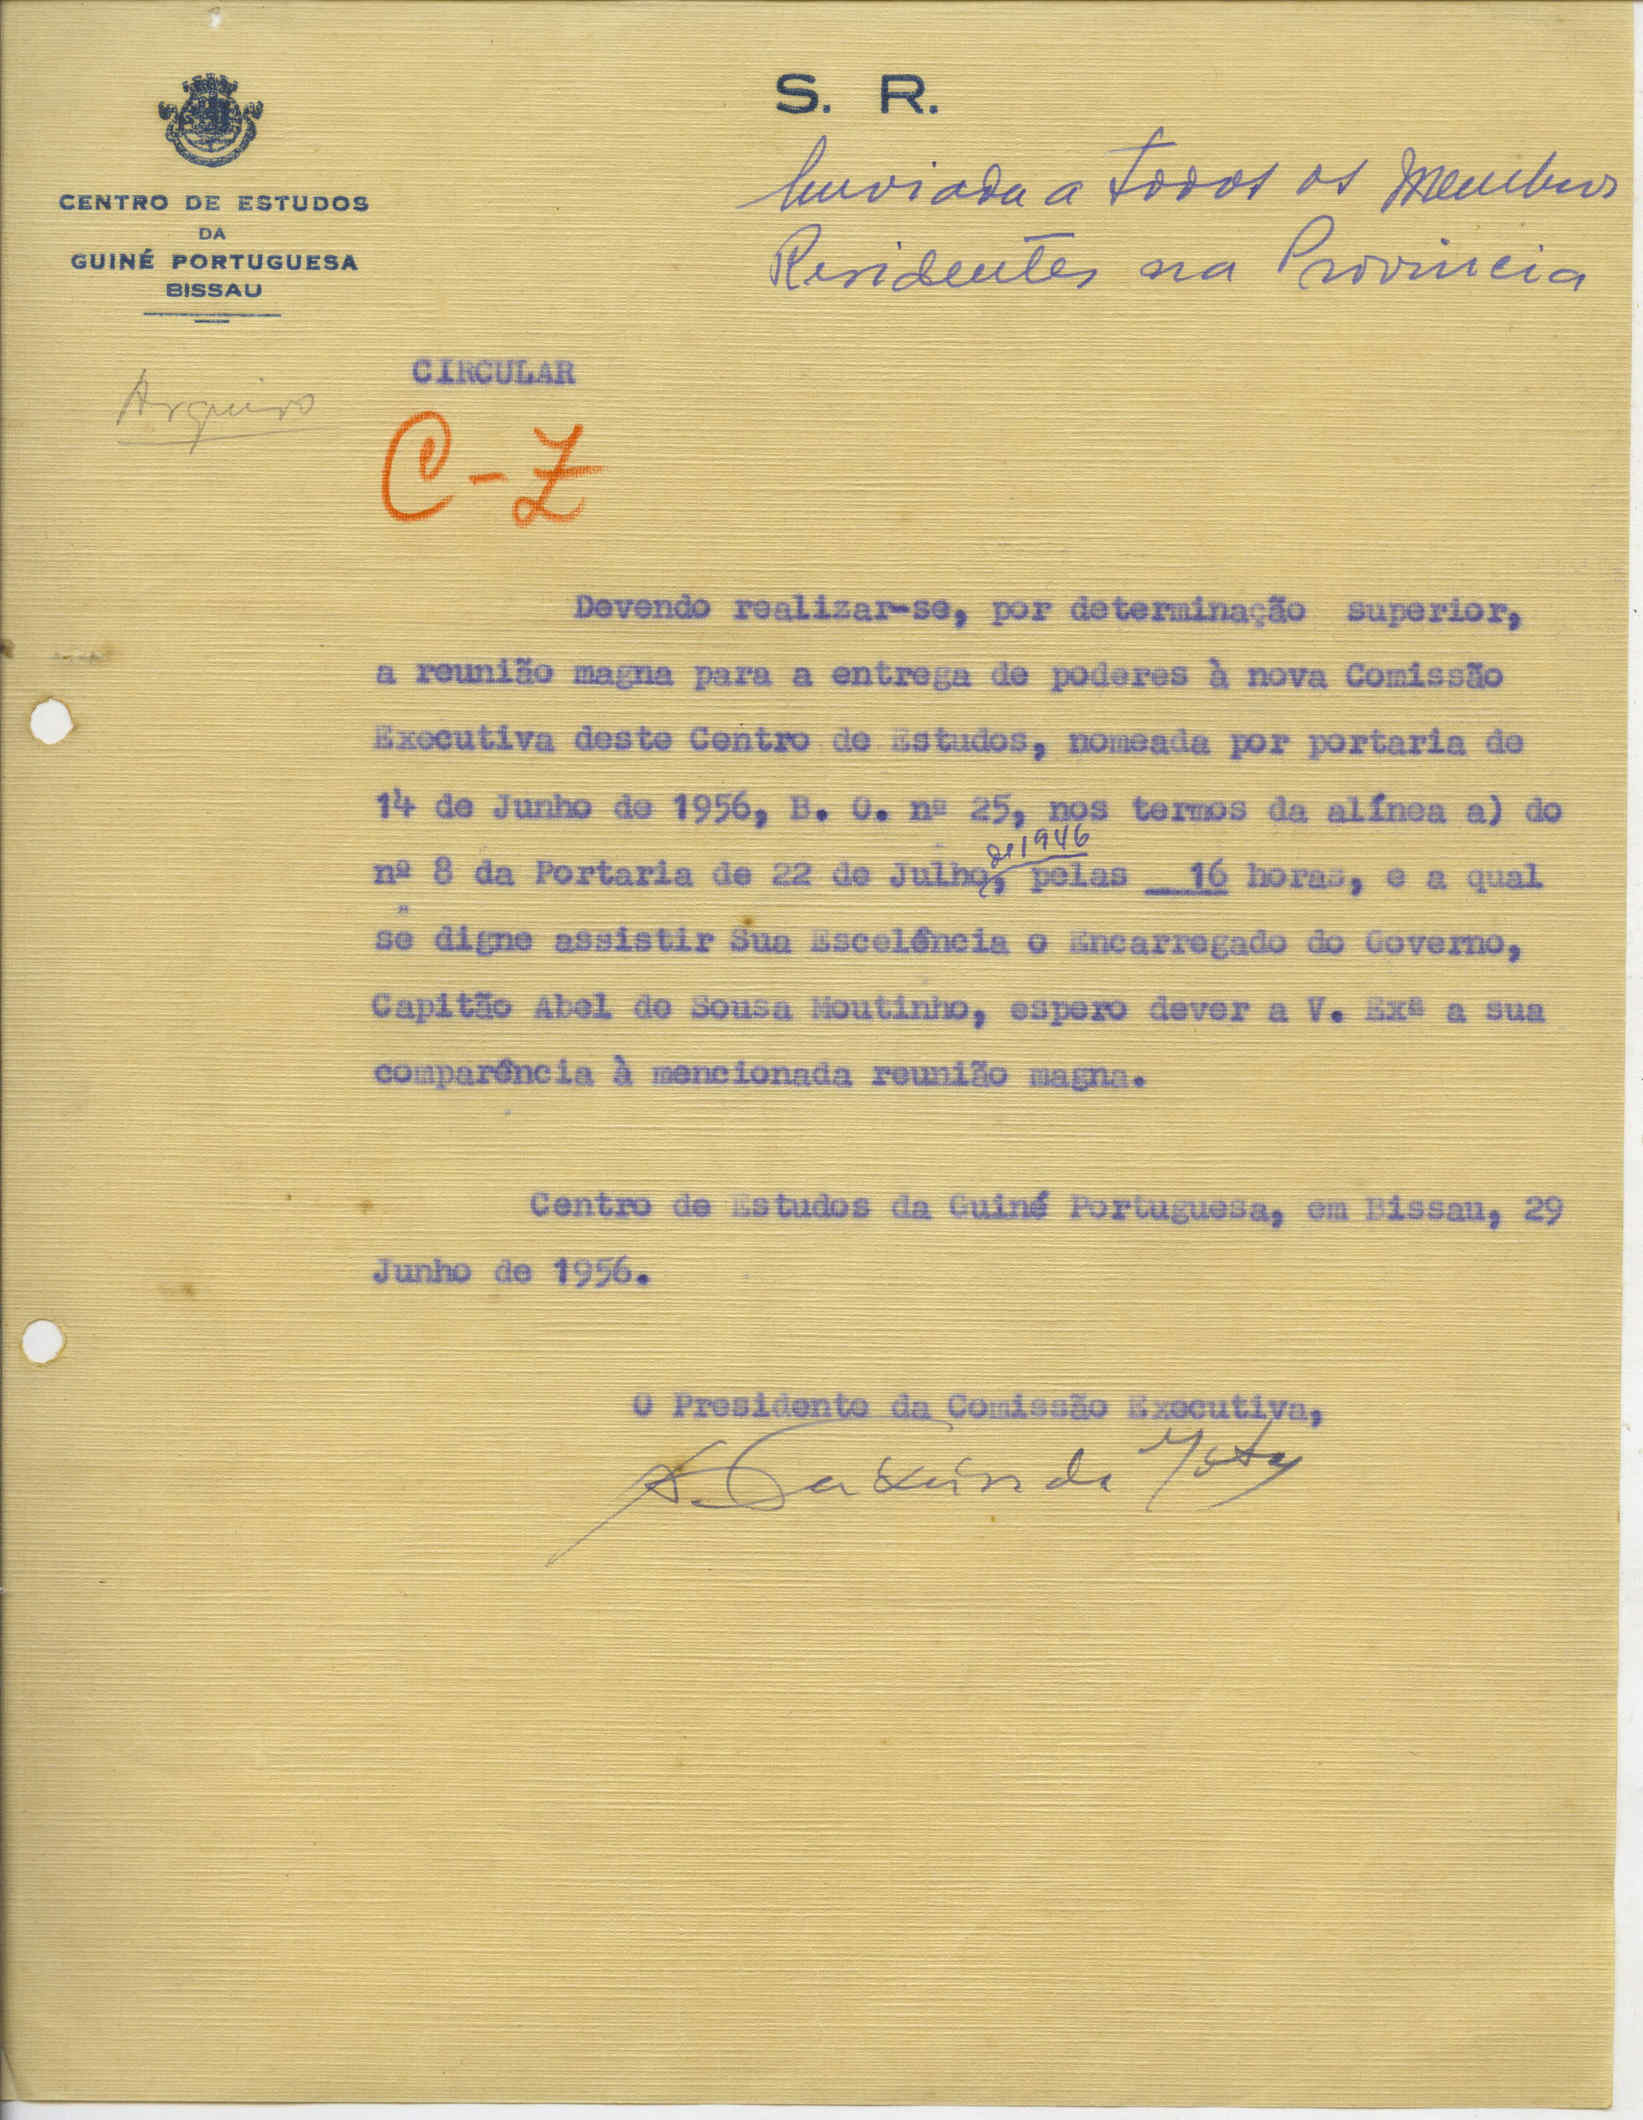 S. R.
CENTRO DE ESTUDOS
DA
GUINÉ PORTUGUESA
BISSAU
Enviada a todos os Membros
Residentes na Provincia
CIRCULAR
Arquivo
C-Z
Devendo realizar-se, por determinação superior,
a reunião magna para a entrega de poderes à nova Comissão
Executiva deste Centro de Estudos, nomeada por portaria de
14 de Junho de 1956, B. O. nº 25, nos termos da alínea a) do
de 1946
nº 8 da Portaria de 22 de Julho, pelas 16 horas, e a qual
se digne assistir Sua Escelência o Encarregado do Governo,
Capitão Abel de Sousa Moutinho, espero dever a V. Exª a sua
comparência à mencionada reunião magna.
Centro de Estudos da Guiné Portuguesa, em Bissau, 29
Junho de 1956.
O Presidente da Comissão Executiva,
A. Teixeira da Mota